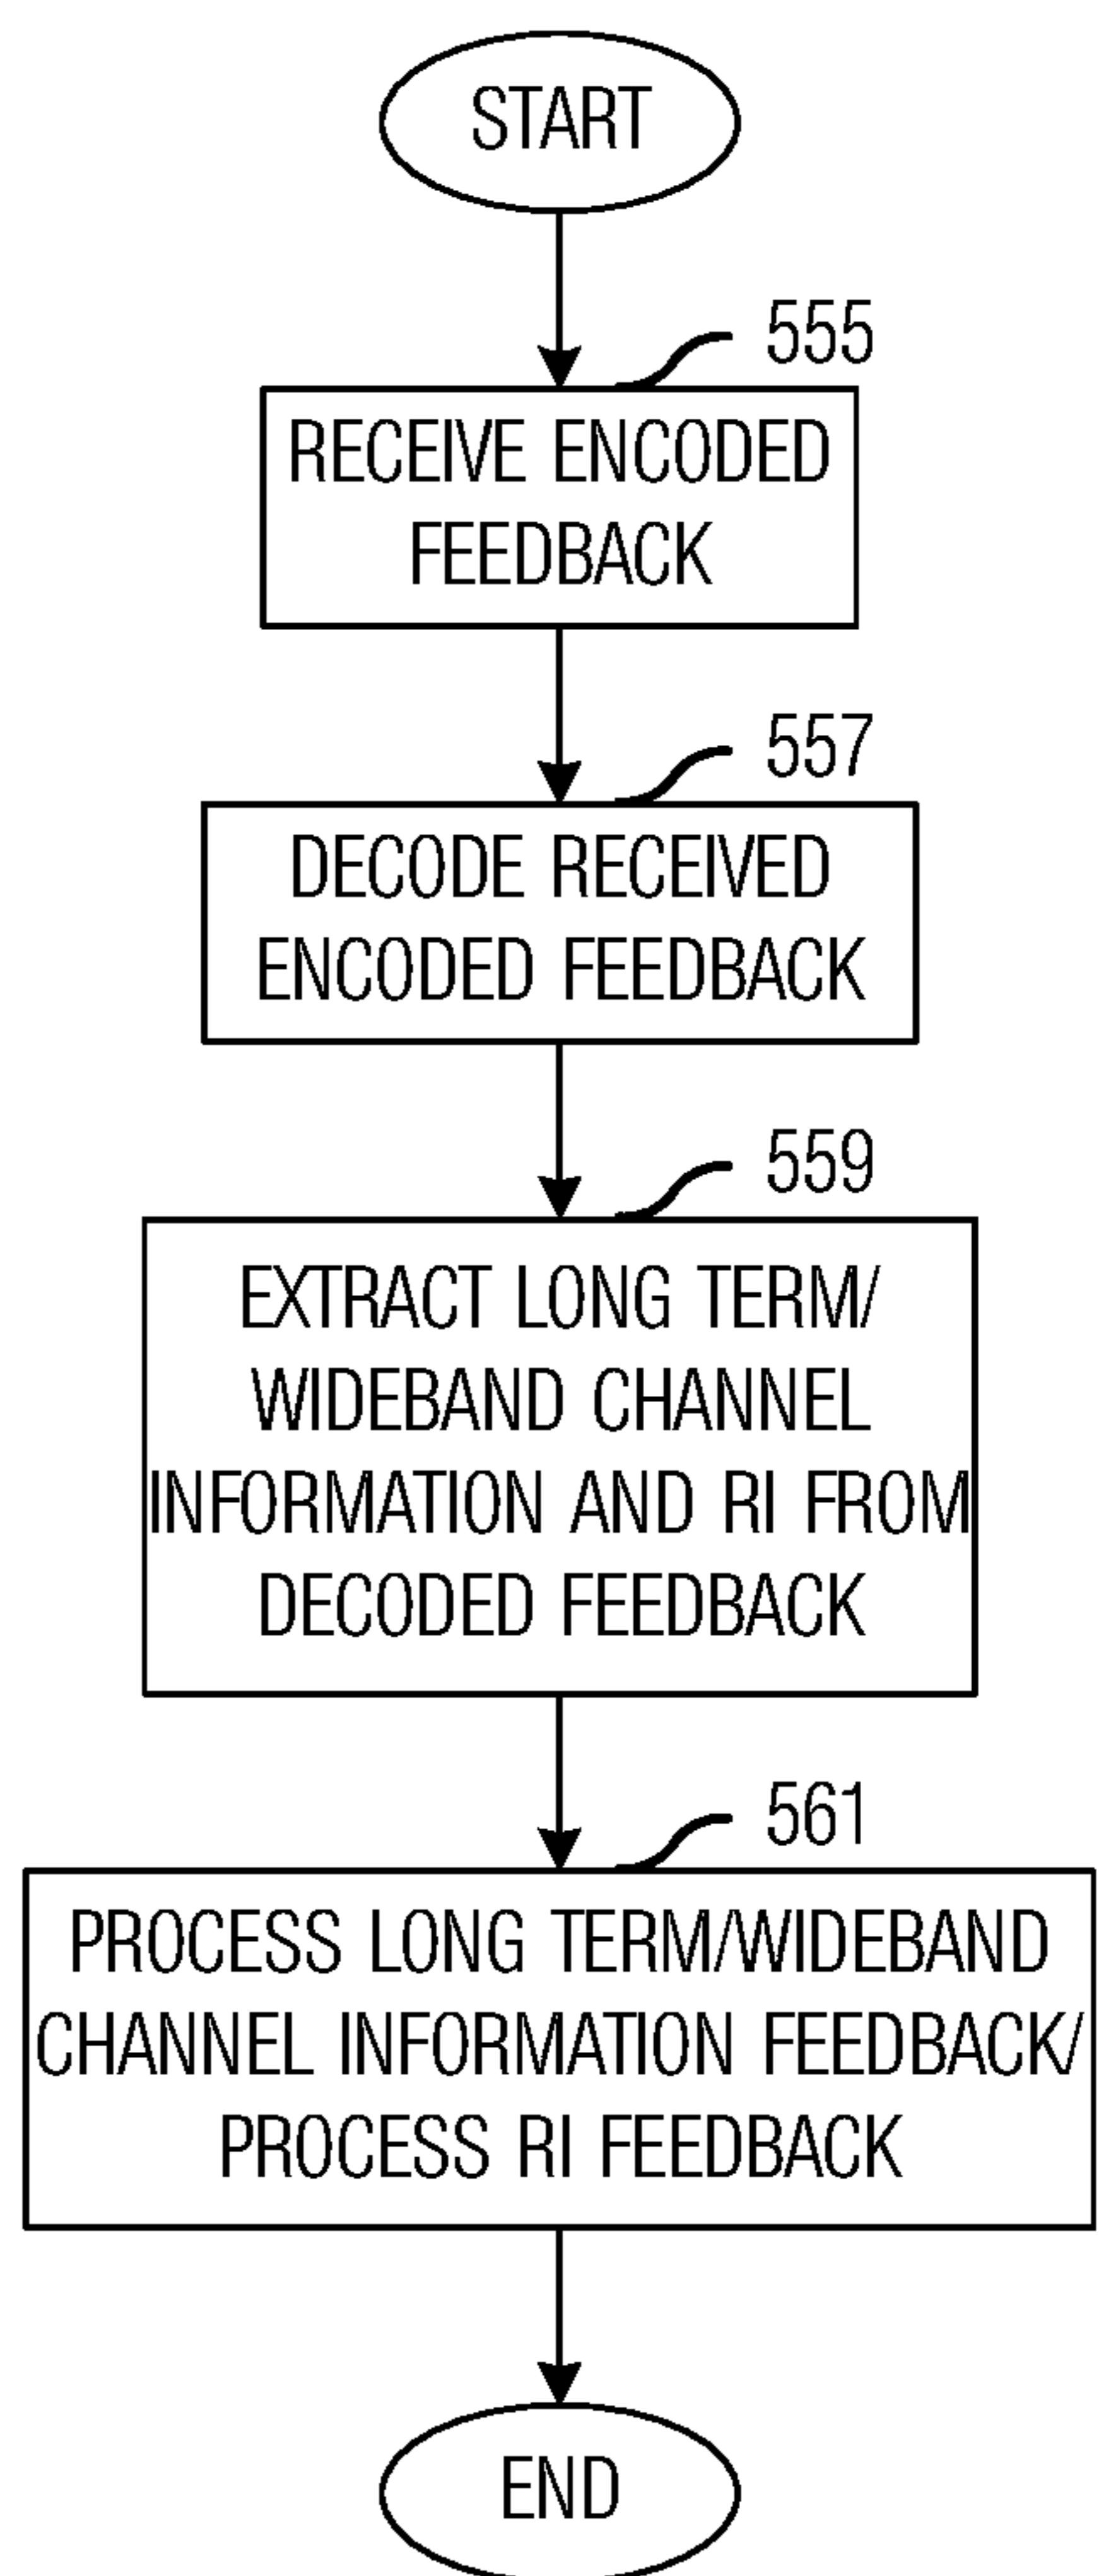 START
555
RECEIVE ENCODED
FEEDBACK
557
DECODE RECEIVED
ENCODED FEEDBACK
559
EXTRACT LONG TERM/
WIDEBAND CHANNEL
INFORMATION AND RI FROM
DECODED FEEDBACK
561
PROCESS LONG TERM/WIDEBAND
CHANNEL INFORMATION FEEDBACK/
PROCESS RI FEEDBACK
END